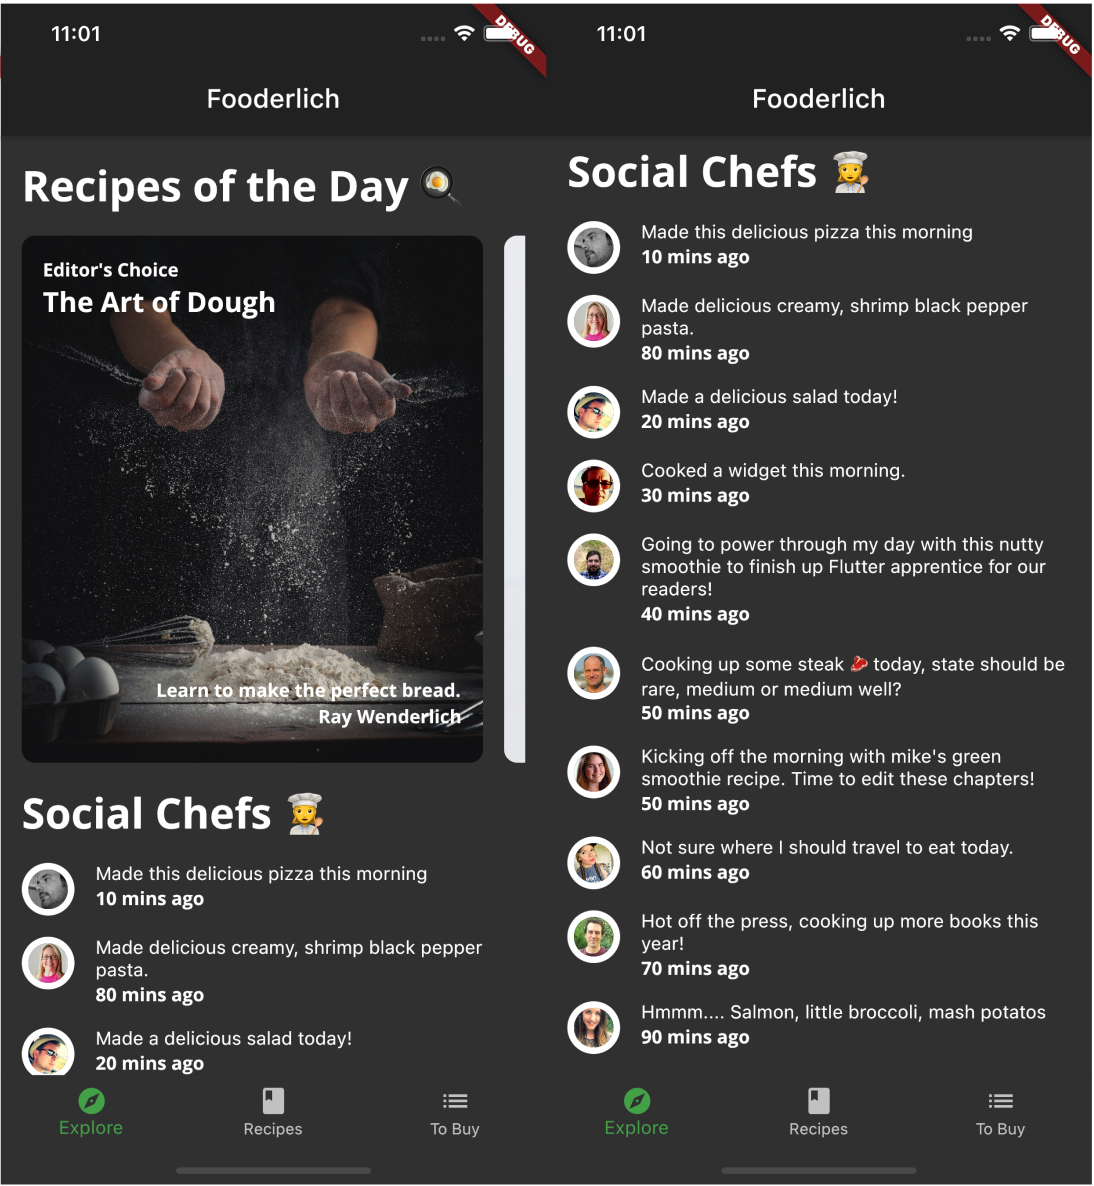 11:01
DEBUG
Fooderlich
Recipes of the Day 🍳
Editor's Choice
The Art of Dough
Learn to make the perfect bread.
Ray Wenderlich
Social Chefs 👩‍🍳
Made this delicious pizza this morning
10 mins ago
Made delicious creamy, shrimp black pepper
pasta.
80 mins ago
Made a delicious salad today!
20 mins ago
Explore
Recipes
To Buy
11:01
DEBUG
Fooderlich
Social Chefs 👩‍🍳
Made this delicious pizza this morning
10 mins ago
Made delicious creamy, shrimp black pepper
pasta.
80 mins ago
Made a delicious salad today!
20 mins ago
Cooked a widget this morning.
30 mins ago
Going to power through my day with this nutty
smoothie to finish up Flutter apprentice for our
readers!
40 mins ago
Cooking up some steak 🥩 today, state should be
rare, medium or medium well?
50 mins ago
Kicking off the morning with mike's green
smoothie recipe. Time to edit these chapters!
50 mins ago
Not sure where I should travel to eat today.
60 mins ago
Hot off the press, cooking up more books this
year!
70 mins ago
Hmmm.... Salmon, little broccoli, mash potatos
90 mins ago
Explore
Recipes
To Buy